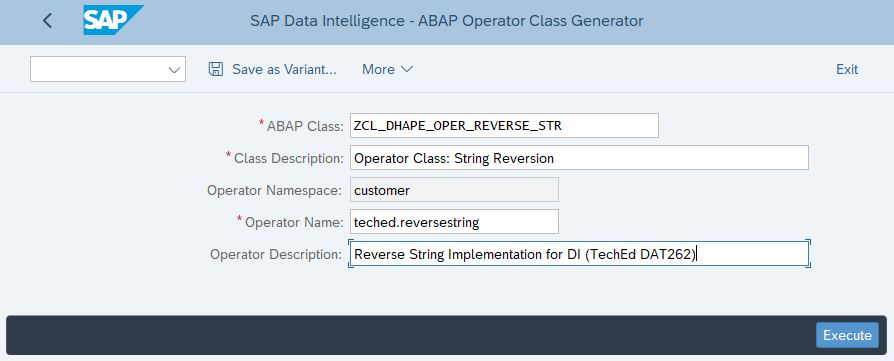 SAP SAP Data Intelligence - ABAP Operator Class Generator
Save as Variant... More Exit
* ABAP Class: ZCL_DHAPE_OPER_REVERSE_STR
* Class Description: Operator Class: String Reversion
Operator Namespace: customer
* Operator Name: teched.reversestring
Operator Description: Reverse String Implementation for DI (TechEd DAT262)
Execute